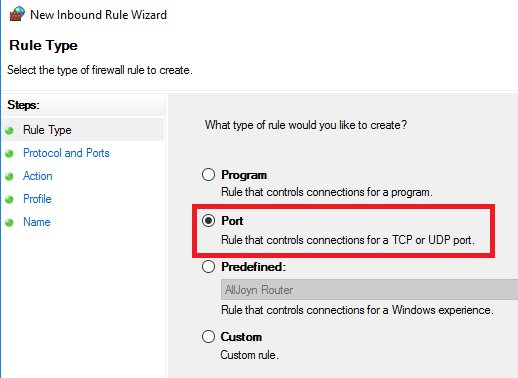 New Inbound Rule Wizard
Rule Type
Select the type of firewall rule to create.
Steps:
Rule Type
Protocol and Ports
Action
Profile
Name
What type of rule would you like to create?
Program
Rule that controls connections for a program.
Port
Rule that controls connections for a TCP or UDP port.
Predefined:
AllJoyn Router
Rule that controls connections for a Windows experience.
Custom
Custom rule.